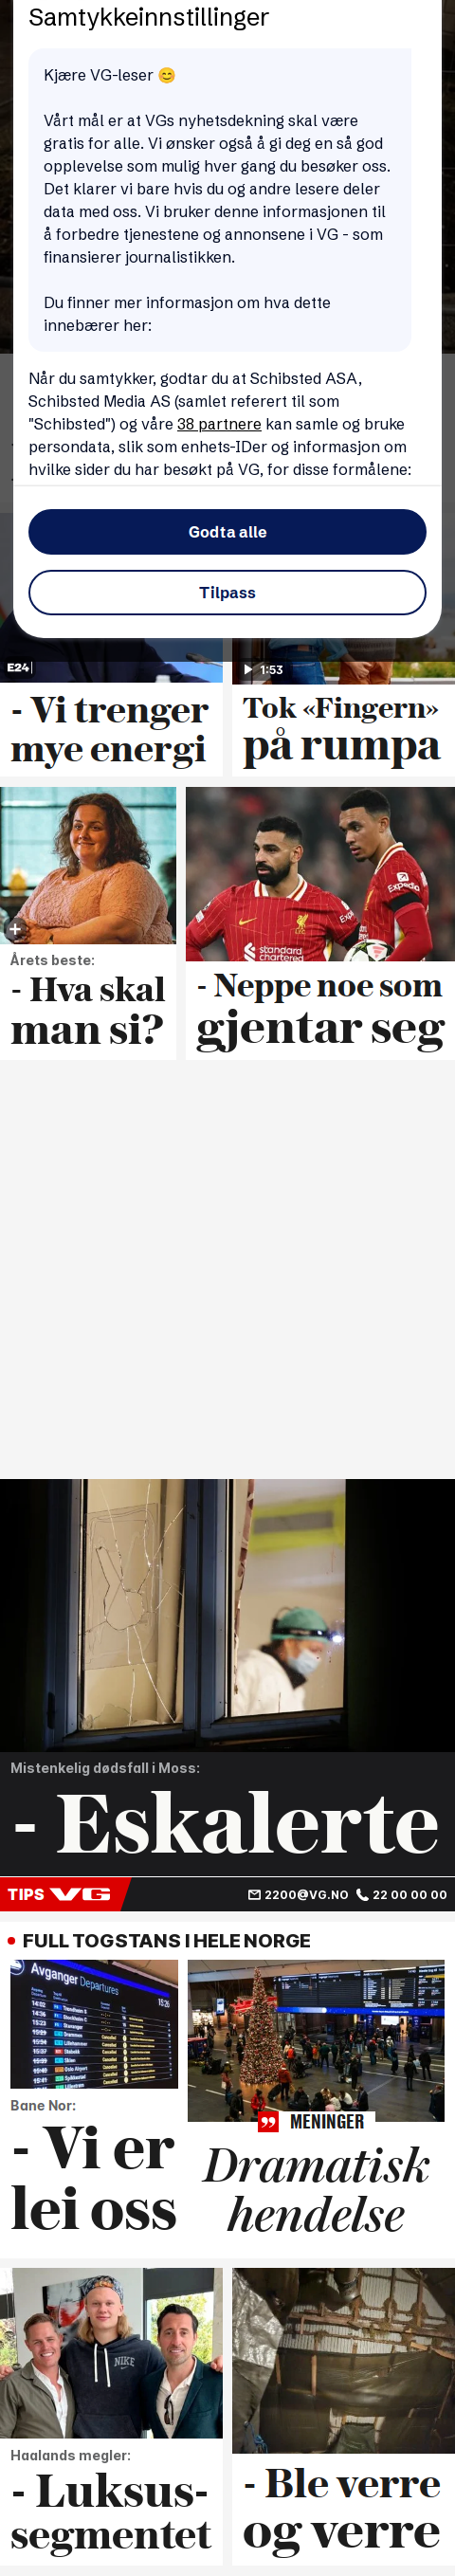 Samtykkeinnstillinger
Kjære VG-leser 😊
Vårt mål er at VGs nyhetsdekning skal være
gratis for alle. Vi ønsker også å gi deg en så god
opplevelse som mulig hver gang du besøker oss.
Det klarer vi bare hvis du og andre lesere deler
data med oss. Vi bruker denne informasjonen til
å forbedre tjenestene og annonsene i VG - som
finansierer journalistikken.
Du finner mer informasjon om hva dette
innebærer her:
Når du samtykker, godtar du at Schibsted ASA,
Schibsted Media AS (samlet referert til som
"Schibsted") og våre 38 partnere kan samle og bruke
persondata, slik som enhets-IDer og informasjon om
hvilke sider du har besøkt på VG, for disse formålene:
Godta alle
Tilpass
E24
1:53
- Vi trenger
mye energi
Tok «Fingern»
på rumpa
Expedia
standard
chartered
Årets beste:
- Hva skal
man si?
- Neppe noe som
gjentar seg
Mistenkelig dødsfall i Moss:
- Eskalerte
TIPS VG
2200@VG.NO 22 00 00 00
FULL TOGSTANS I HELE NORGE
Avganger Departures
15:26
Bane Nor:
- Vi er
lei oss
MENINGER
Dramatisk
hendelse
NIKE
Haalands megler:
- Luksus-
segmentet
- Ble verre
og verre